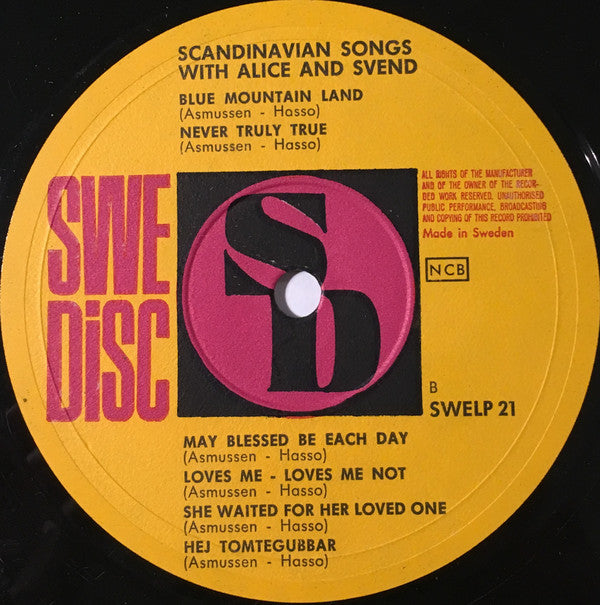 SCANDINAVIAN SONGS
WITH ALICE AND SVEND
BLUE MOUNTAIN LAND
(Asmussen - Hasso)
NEVER TRULY TRUE
(Asmussen - Hasso)
SWE
DiSC
SD
ALL RIGHTS OF THE MANUFACTURER
AND OF THE OWNER OF THE RECOR-
DED WORK RESERVED, UNAUTHORISED
PUBLIC PERFORMANCE, BROADCASTING
AND COPYING OF THIS RECORD PROHIBITED
Made in Sweden
NCB
B
SWELP 21
MAY BLESSED BE EACH DAY
(Asmussen - Hasso)
LOVES ME - LOVES ME NOT
(Asmussen - Hasso)
SHE WAITED FOR HER LOVED ONE
(Asmussen - Hasso)
HEJ TOMTEGUBBAR
(Asmussen - Hasso)